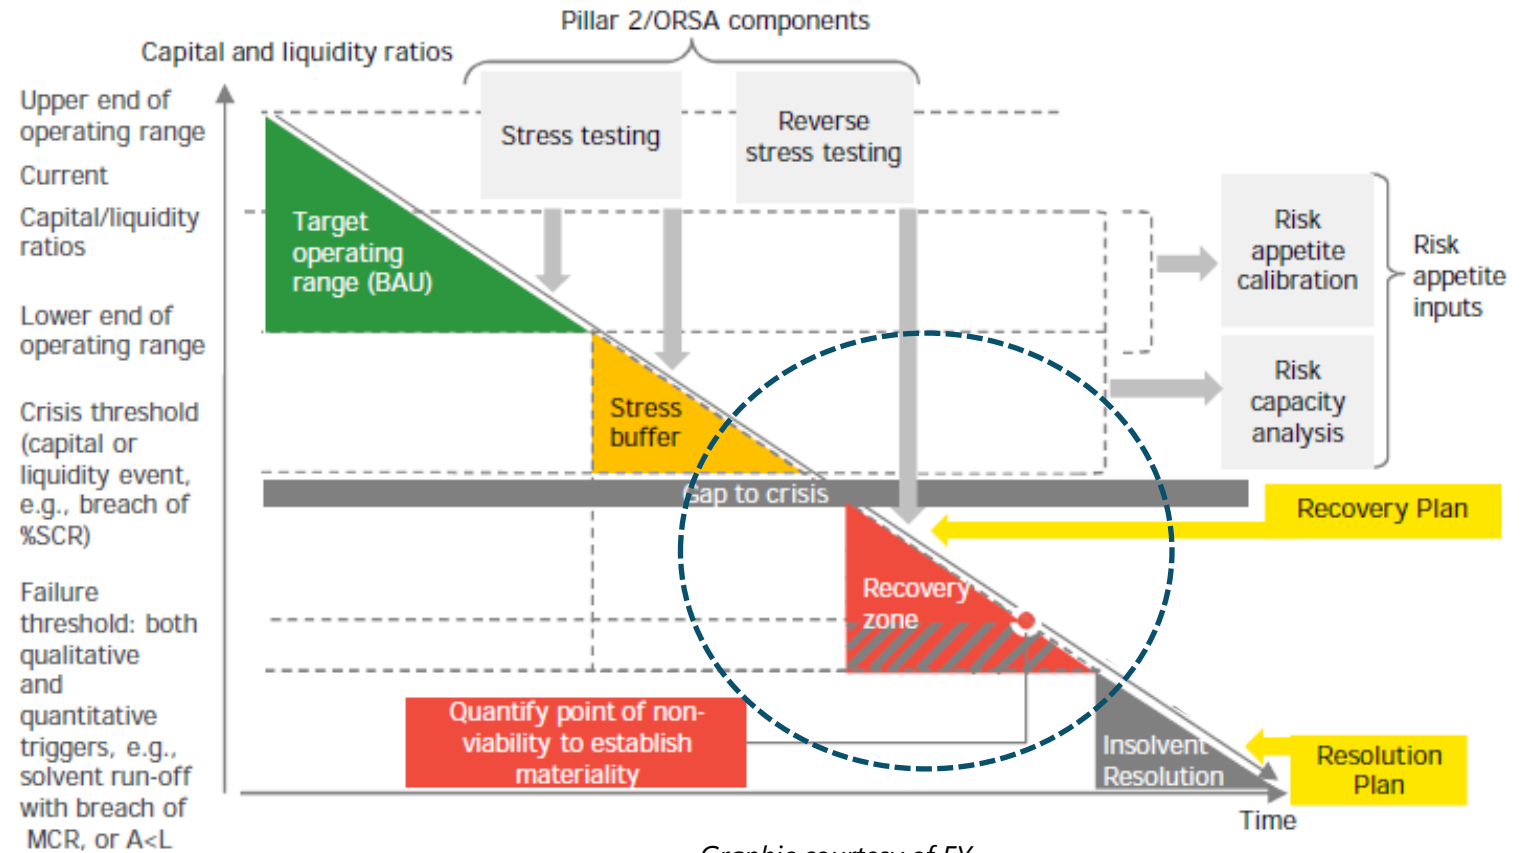 Pillar 2/ORSA components
Capital and liquidity ratios
Upper end of
operating range
Current
Capital/liquidity
ratios
Lower end of
operating range
Crisis threshold
(capital or
liquidity event,
e.g., breach of
%SCR)
Failure
threshold: both
qualitative
and
quantitative
triggers, e.g.,
solvent run-off
with breach of
MCR, or A<L
Stress testing
Reverse
stress testing
Target
operating
range (BAU)
Stress
buffer
Gap to crisis
Recovery
zone
Quantify point of non-
viability to establish
materiality
Insolvent
Resolution
Risk
appetite
calibration
Risk
capacity
analysis
Risk
appetite
inputs
Recovery Plan
Resolution
Plan
Time
Graphic courtesy of EY